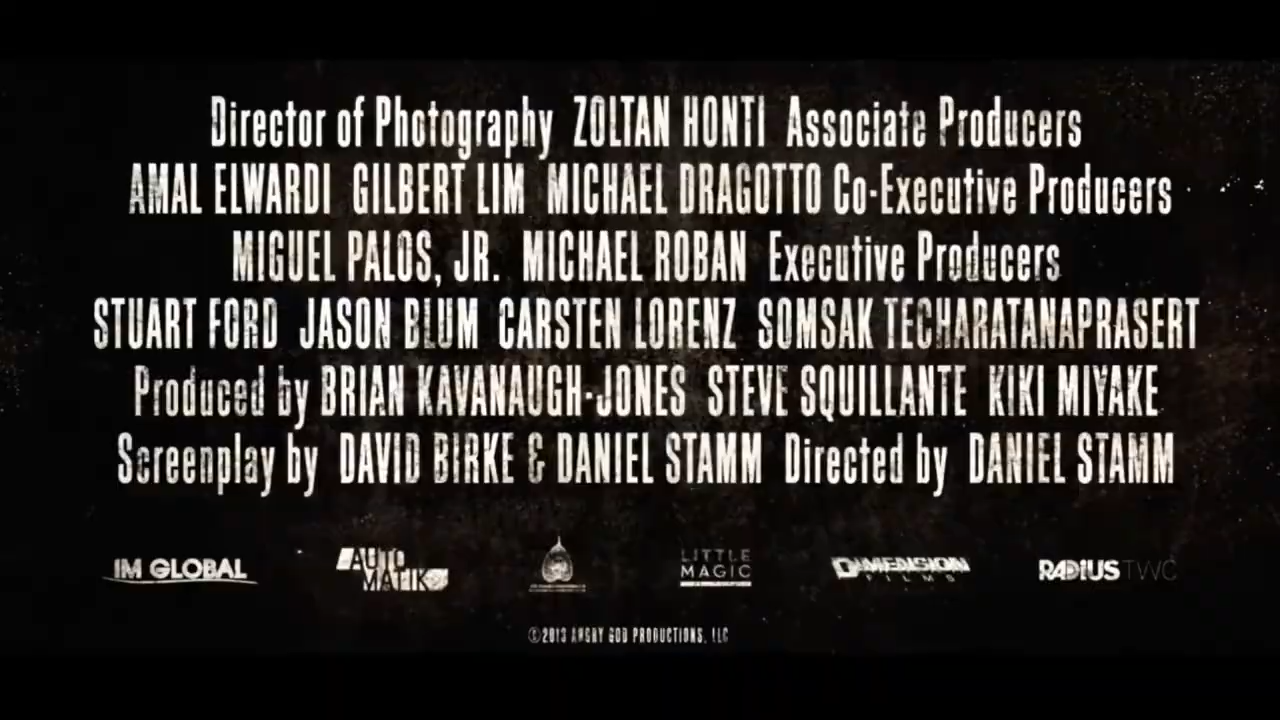 Director of Photography ZOLTAN HONTI Associate Producers
AMAL ELWARDI GILBERT LIM MICHAEL DRAGOTTO Co-Executive Producers
MIGUEL PALOS, JR. MICHAEL ROBAN Executive Producers
STUART FORD JASON BLUM CARSTEN LORENZ SOMSAK TECHARATANAPRASERT
Produced by BRIAN KAVANAUGH-JONES STEVE SQUILLANTE KIKI MIYAKE
Screenplay by DAVID BIRKE & DANIEL STAMM Directed by DANIEL STAMM
IM GLOBAL
AUTO
MATIK
LITTLE
MAGIC
DIMENSION
FILMS
RADIUS TWC
©2013 ANGRY GOD PRODUCTIONS, LLC